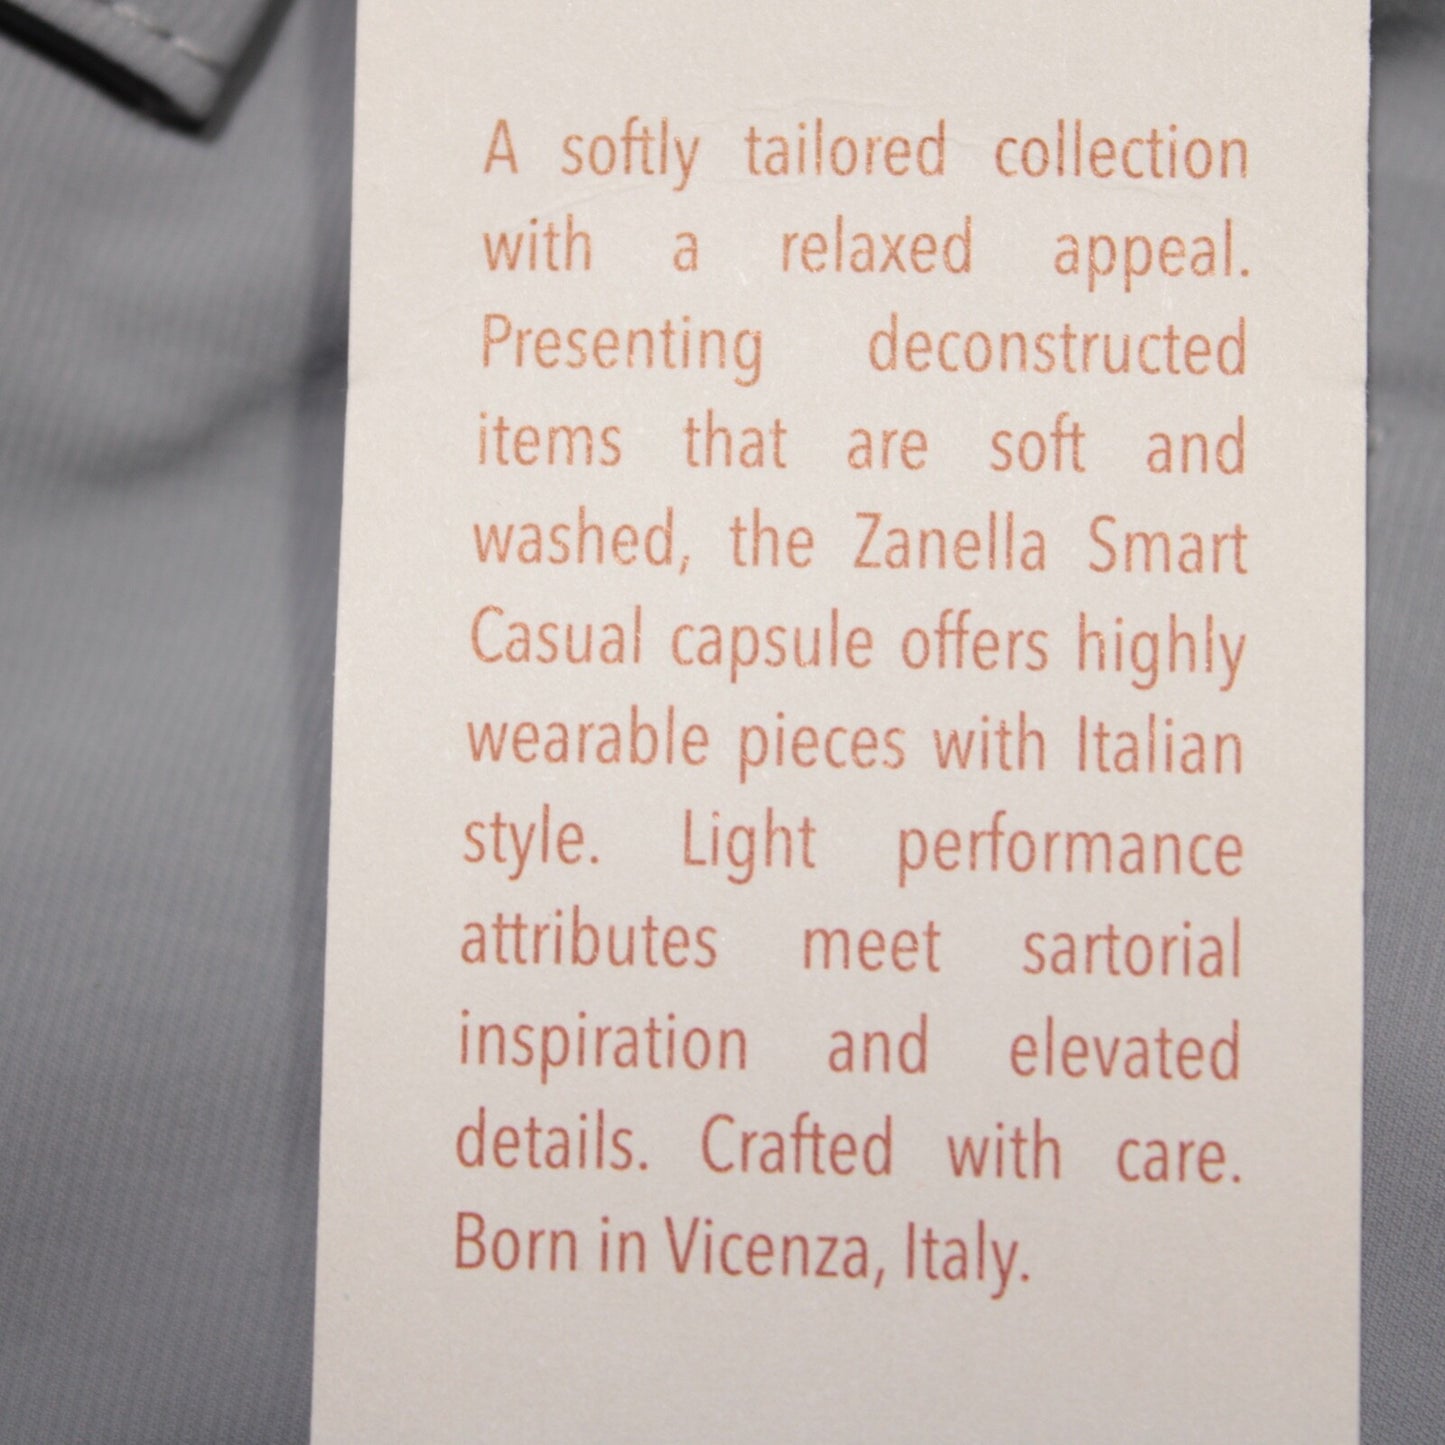 A softly tailored collection
with a relaxed appeal.
Presenting deconstructed
items that are soft and
washed, the Zanella Smart
Casual capsule offers highly
wearable pieces with Italian
style. Light performance
attributes meet sartorial
inspiration and elevated
details. Crafted with care.
Born in Vicenza, Italy.